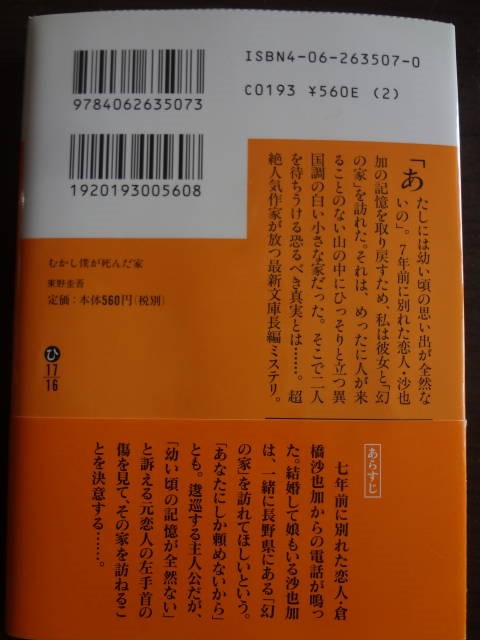 ISBN4-06-263507-0
C0193 ¥560E (2)
9784062635073
1920193005608
むかし僕が死んだ家
東野圭吾
定価:本体560円(税別)
ひ
17
16
「あたしには幼い頃の思い出が全然な
いの」。7年前に別れた恋人・沙也
加の記憶を取り戻すため、私は彼女と「幻
の家」を訪れた。それは、めったに人が来
ることのない山の中にひっそりと立つ異
国調の白い小さな家だった。そこで二人
を待ちうける恐るべき真実とは……。超
絶人気作家が放つ最新文庫長編ミステリ。
あらすじ
七年前に別れた恋人・倉
橋沙也加からの電話が鳴っ
た。結婚して娘もいる沙也加
は、一緒に長野県にある「幻
の家」を訪れてほしいという。
「あなたにしか頼めないから」
とも。逡巡する主人公だが、
「幼い頃の記憶が全然ない」
と訴える元恋人の左手首の
傷を見て、その家を訪ねるこ
とを決意する……。